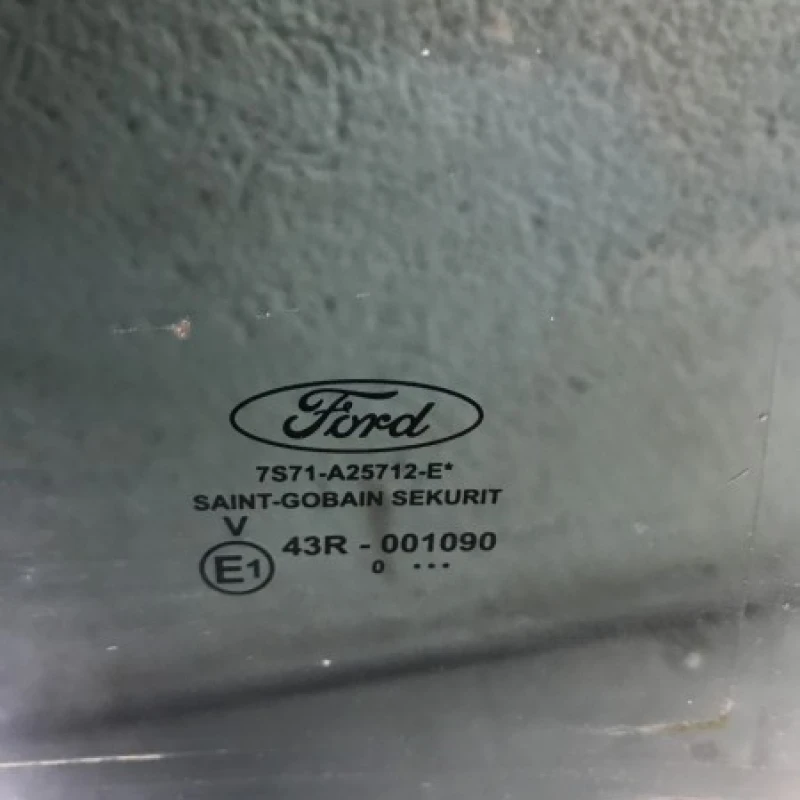 Ford
7S71-A25712-E*
SAINT-GOBAIN SEKURIT
V
E1 43R - 001090
0 ...